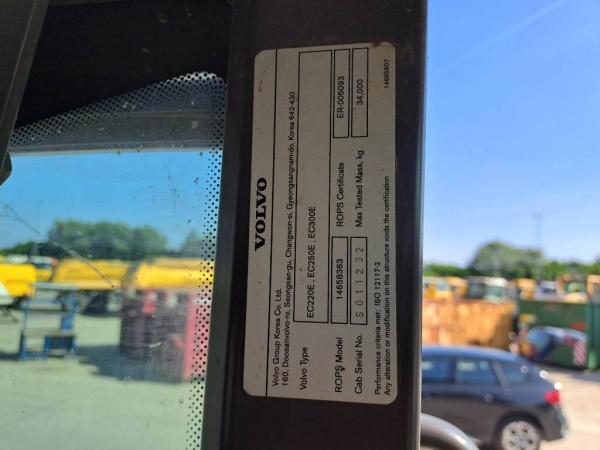 VOLVO
Volvo Group Korea Co. Ltd.
160, Doosanvolvo-ro, Seongsan-gu, Changwon-si, Gyeongsangnam-do, Korea 642-430
Volvo Type EC220E, EC250E, EC300E
ROPS Model 14658363 ROPS Certificate ER-005093
Cab Serial No. S011232 Max Tested Mass, kg 34,000
Performance criteria met: ISO 12117-2
Any alteration or modification on this structure voids the certification
14665607